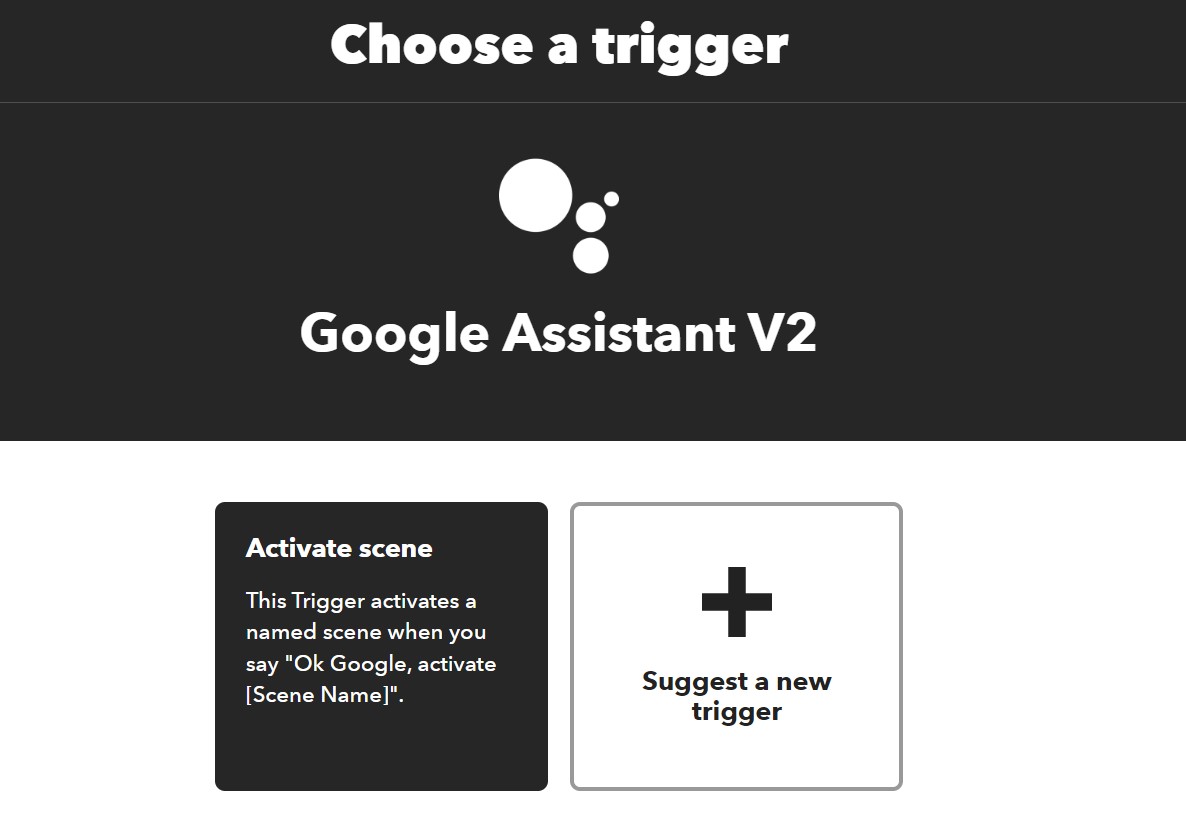 Choose a trigger
Google Assistant V2
Activate scene
This Trigger activates a
named scene when you
say "Ok Google, activate
[Scene Name]".
Suggest a new
trigger